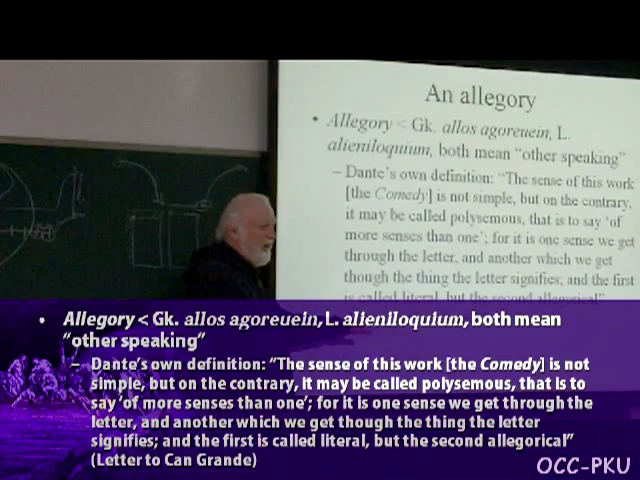 An allegory
• Allegory < Gk. allos agoreuein, L.
alieniloquium, both mean "other speaking"
– Dante's own definition: "The sense of this work
[the Comedy] is not simple, but on the contrary,
it may be called polysemous, that is to say 'of
more senses than one'; for it is one sense we get
through the letter, and another which we get
though the thing the letter signifies; and the first
is called literal, but the second allegorical"
• Allegory < Gk. allos agoreuein, L. alieniloquium, both mean
"other speaking"
– Dante's own definition: "The sense of this work [the Comedy] is not
simple, but on the contrary, it may be called polysemous, that is to
say 'of more senses than one'; for it is one sense we get through the
letter, and another which we get though the thing the letter
signifies; and the first is called literal, but the second allegorical"
(Letter to Can Grande)
OCC-PKU